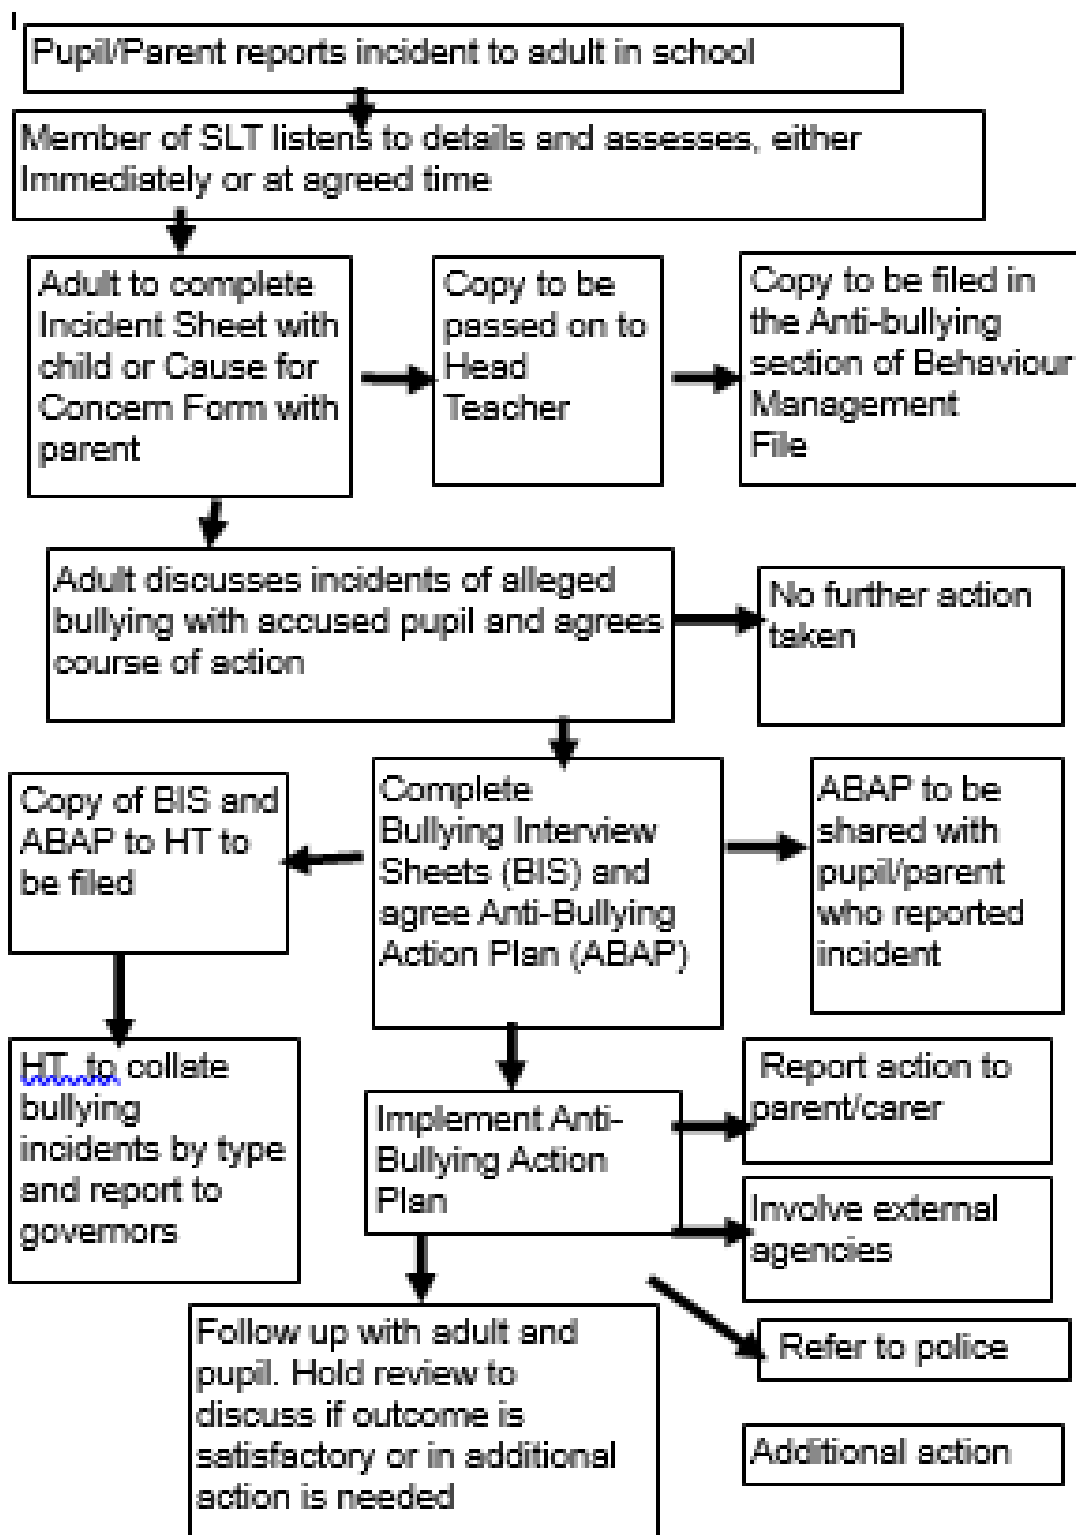 Pupil/Parent reports incident to adult in school
Member of SLT listens to details and assesses, either
Immediately or at agreed time
Adult to complete
Incident Sheet with
child or Cause for
Concern Form with
parent
Copy to be
passed on to
Head
Teacher
Copy to be filed in
the Anti-bullying
section of Behaviour
Management
File
Adult discusses incidents of alleged
bullying with accused pupil and agrees
course of action
No further action
taken
Copy of BIS and
ABAP to HT to
be filed
Complete
Bullying Interview
Sheets (BIS) and
agree Anti-Bullying
Action Plan (ABAP)
ABAP to be
shared with
pupil/parent
who reported
incident
HT to collate
bullying
incidents by type
and report to
governors
Implement Anti-
Bullying Action
Plan
Report action to
parent/carer
Involve external
agencies
Refer to police
Follow up with adult and
pupil. Hold review to
discuss if outcome is
satisfactory or in additional
action is needed
Additional action